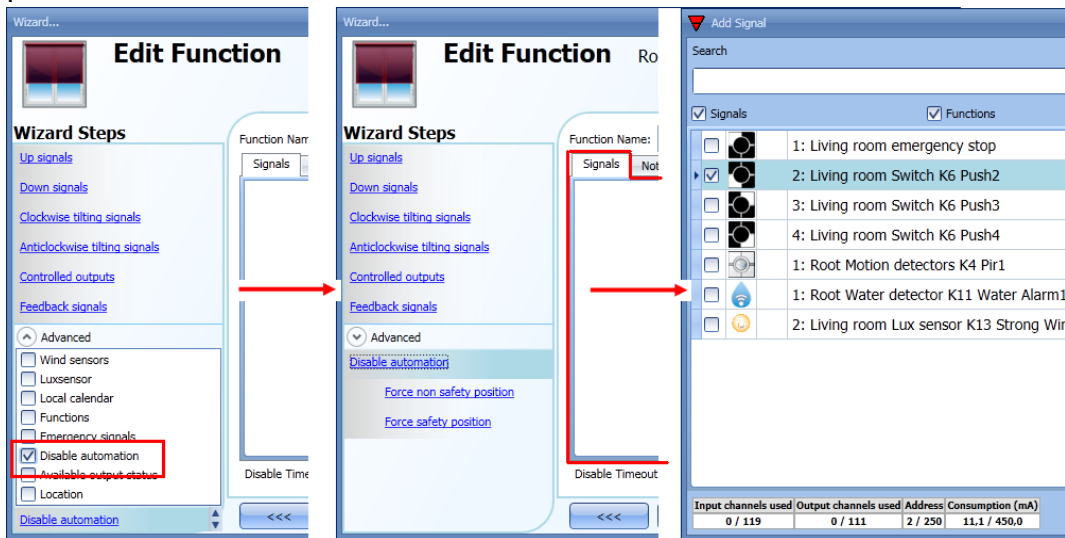 Wizard...
Edit Function
Wizard Steps
Up signals
Down signals
Clockwise tilting signals
Anticlockwise tilting signals
Controlled outputs
Feedback signals
Advanced
Wind sensors
Luxsensor
Local calendar
Functions
Emergency signals
Disable automation
Available output status
Location
Disable automation
Function Nam
Signals
Disable Time
<<<
Wizard...
Edit Function Ro
Wizard Steps
Up signals
Down signals
Clockwise tilting signals
Anticlockwise tilting signals
Controlled outputs
Feedback signals
Advanced
Disable automation
Force non safety position
Force safety position
Function Name:
Signals Not
Disable Timeout
<<<
Add Signal
Search
Signals Functions
1: Living room emergency stop
2: Living room Switch K6 Push2
3: Living room Switch K6 Push3
4: Living room Switch K6 Push4
1: Root Motion detectors K4 Pir1
1: Root Water detector K11 Water Alarm1
2: Living room Lux sensor K13 Strong Win
Input channels used Output channels used Address Consumption (mA)
0 / 119 0 / 111 2 / 250 11,1 / 450,0